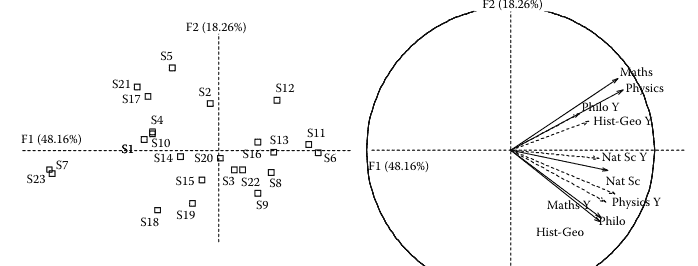 F2 (18.26%)
S5
S21
S17
S2
S12
S4
S10
S1
F1 (48.16%)
S11
S13
S6
S16
S14
S20
S7
S23
S15
S3
S22
S8
S9
S19
S18
F2 (18.26%)
Maths
Physics
Philo Y
Hist-Geo Y
F1 (48.16%)
Nat Sc Y
Nat Sc
Physics Y
Maths Y
Philo
Hist-Geo